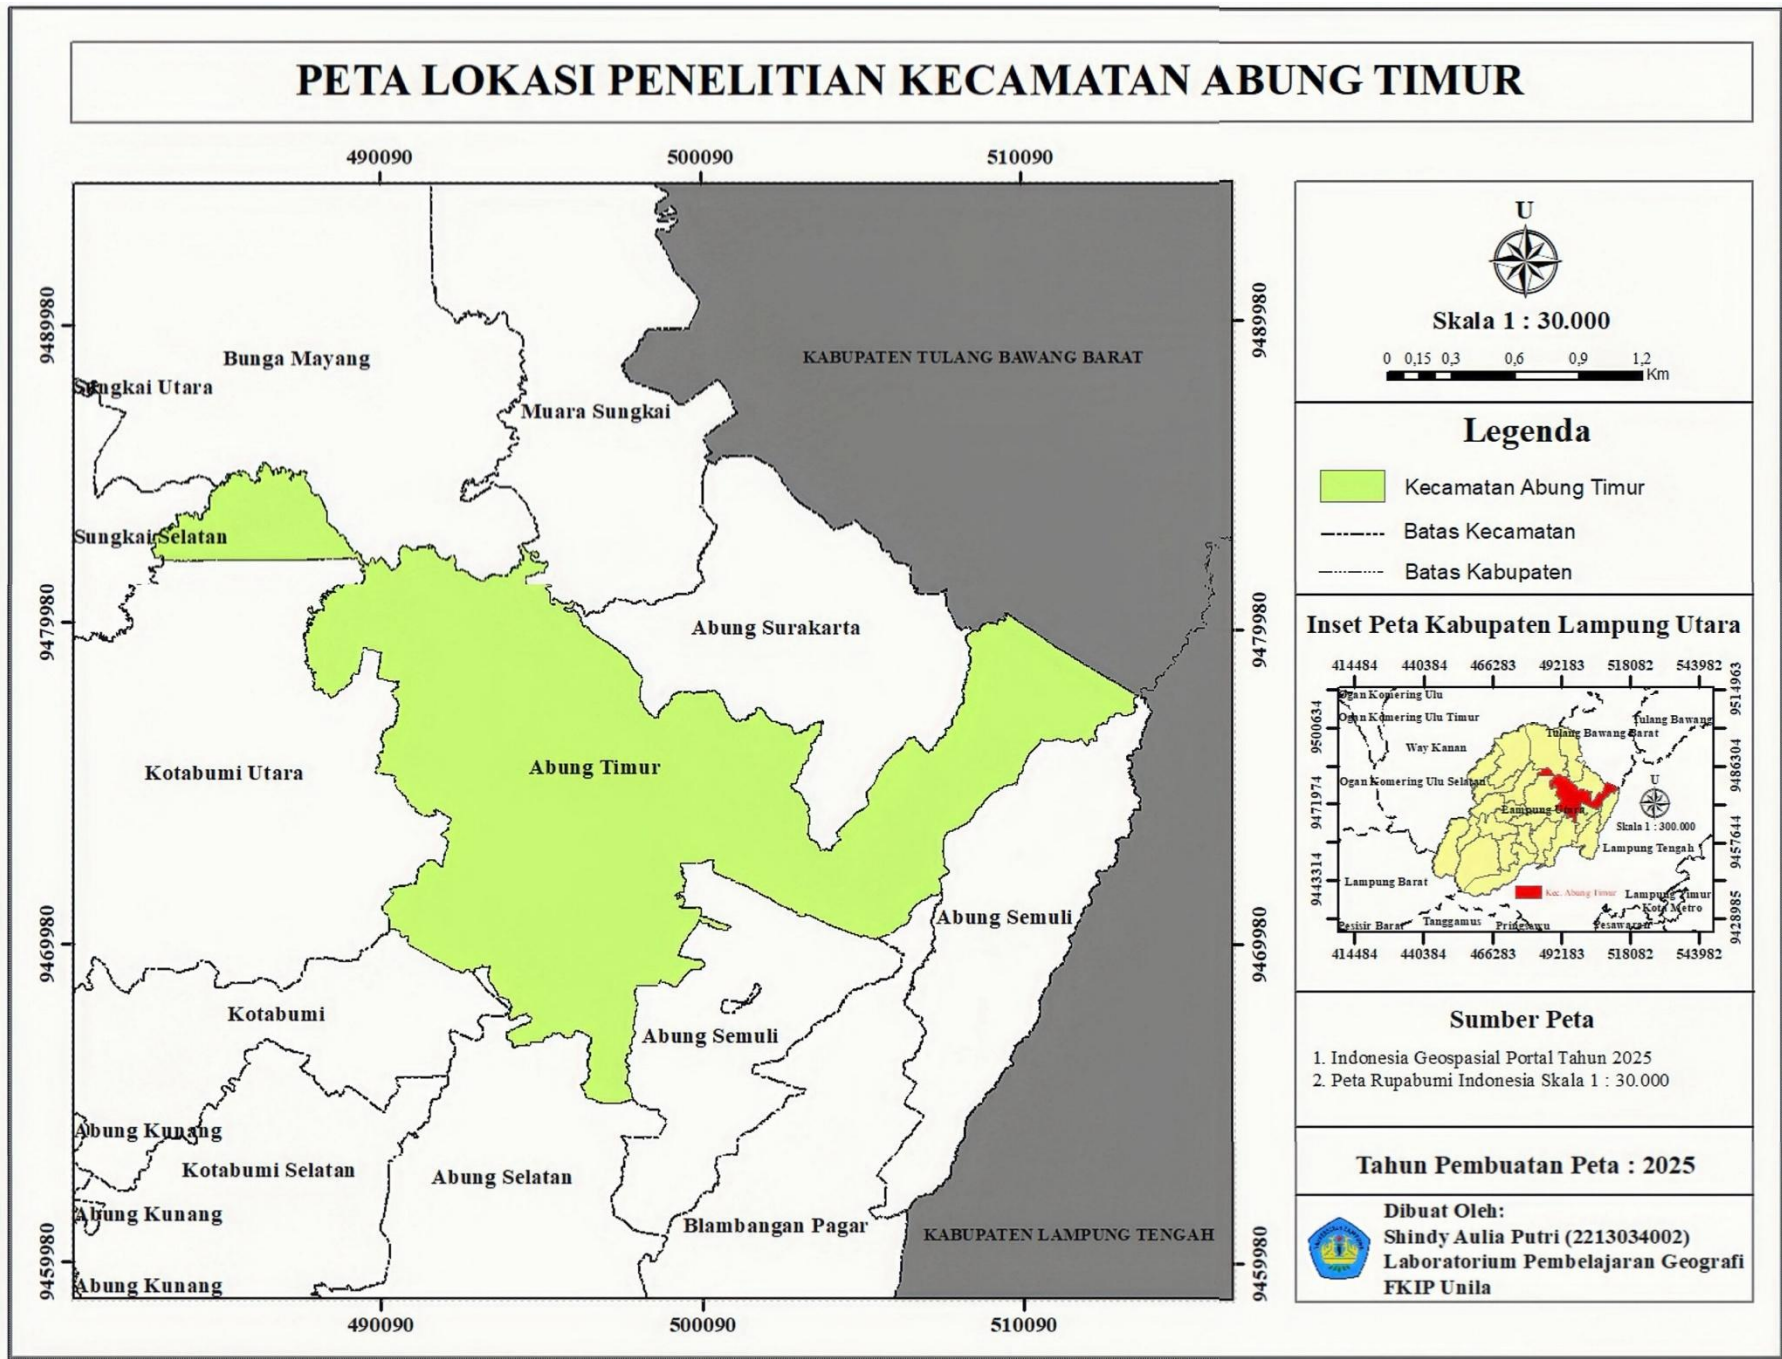 PETA LOKASI PENELITIAN KECAMATAN ABUNG TIMUR
490090 500090 510090
9489980
9479980
9469980
9459980
Bunga Mayang
Sungkai Utara
Muara Sungkai
KABUPATEN TULANG BAWANG BARAT
Sungkai Selatan
Abung Surakarta
Kotabumi Utara
Abung Timur
Abung Semuli
Kotabumi
Abung Semuli
Abung Kunang
Kotabumi Selatan
Abung Selatan
Abung Kunang
Blambangan Pagar
KABUPATEN LAMPUNG TENGAH
Abung Kunang
9489980
9479980
9469980
9459980
490090 500090 510090
U
Skala 1 : 30.000
0 0,15 0,3 0,6 0,9 1,2
Km
Legenda
Kecamatan Abung Timur
Batas Kecamatan
Batas Kabupaten
Inset Peta Kabupaten Lampung Utara
414484 440384 466283 492183 518082 543982
9500634
9471974
9443314
Ogan Komering Ulu
Ogan Komering Ulu Timur
Tulang Bawang
Tulang Bawang Barat
Way Kanan
Ogan Komering Ulu Selatan
U
Lampung Utara
Skala 1 : 300.000
Lampung Tengah
Lampung Barat
Kec. Abung Timur
Lampung Timur
Kota Metro
Pesisir Barat
Tanggamus
Pringsewu
Pesawaran
9514963
9486304
9457644
9428985
414484 440384 466283 492183 518082 543982
Sumber Peta
1. Indonesia Geospasial Portal Tahun 2025
2. Peta Rupabumi Indonesia Skala 1 : 30.000
Tahun Pembuatan Peta : 2025
Dibuat Oleh:
Shindy Aulia Putri (2213034002)
Laboratorium Pembelajaran Geografi
FKIP Unila